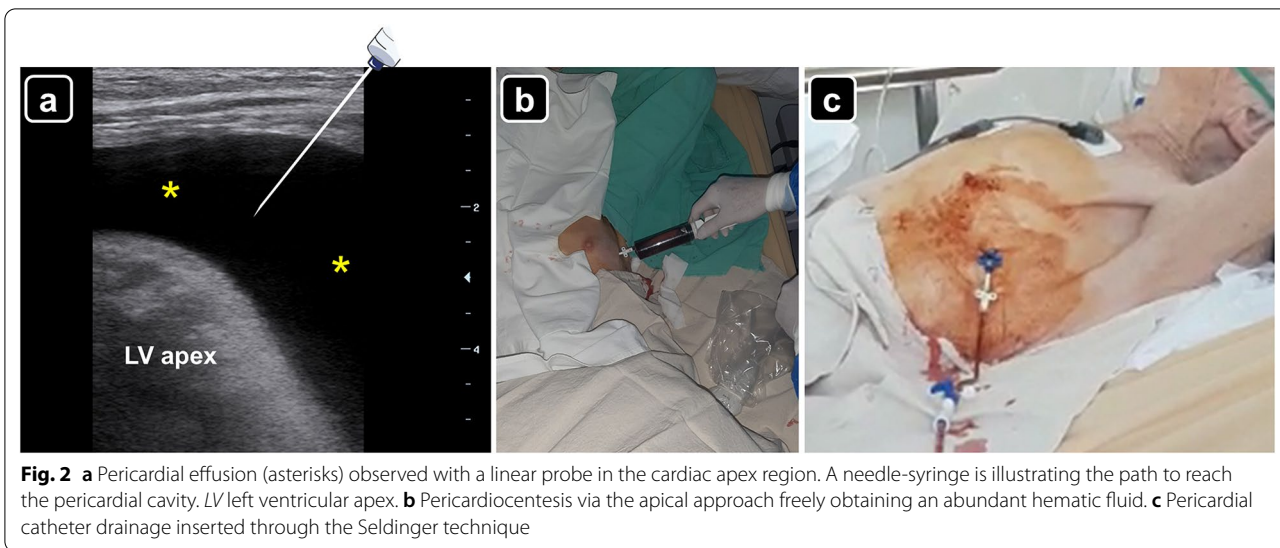 a
b
c
*
*
2
4
LV apex
Fig. 2 a Pericardial effusion (asterisks) observed with a linear probe in the cardiac apex region. A needle-syringe is illustrating the path to reach
the pericardial cavity. LV left ventricular apex. b Pericardiocentesis via the apical approach freely obtaining an abundant hematic fluid. c Pericardial
catheter drainage inserted through the Seldinger technique